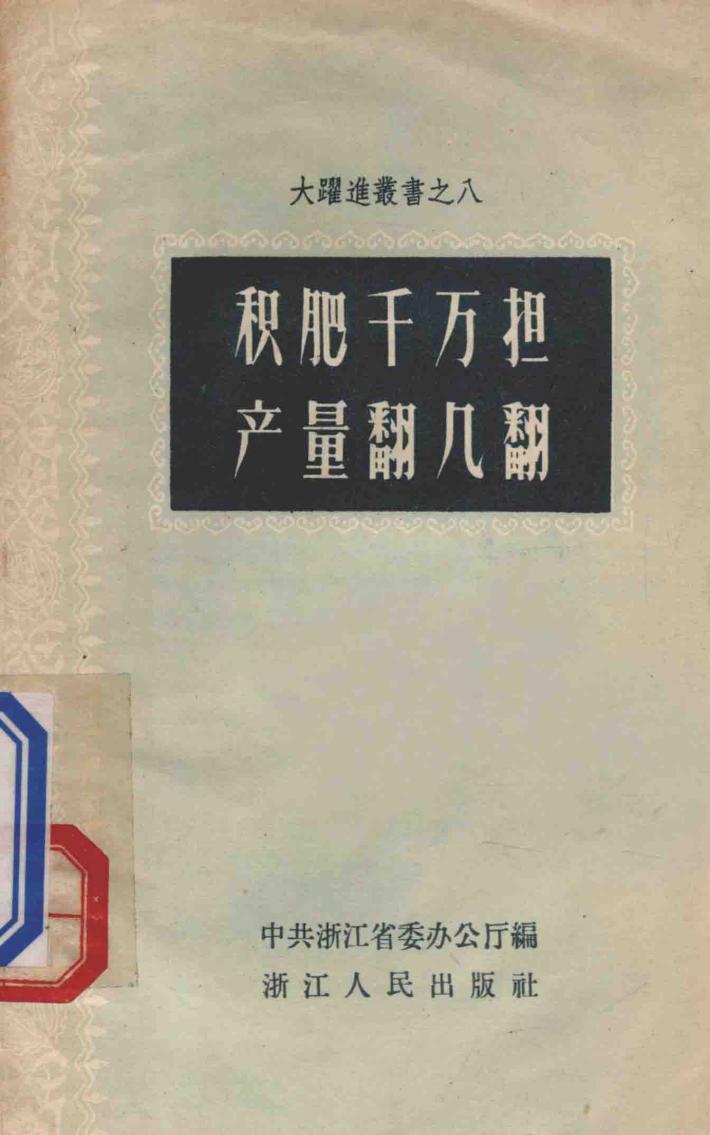 大躍進叢書之八
积肥千万担
产量翻几翻
中共浙江省委办公厅編
浙江人民出版社